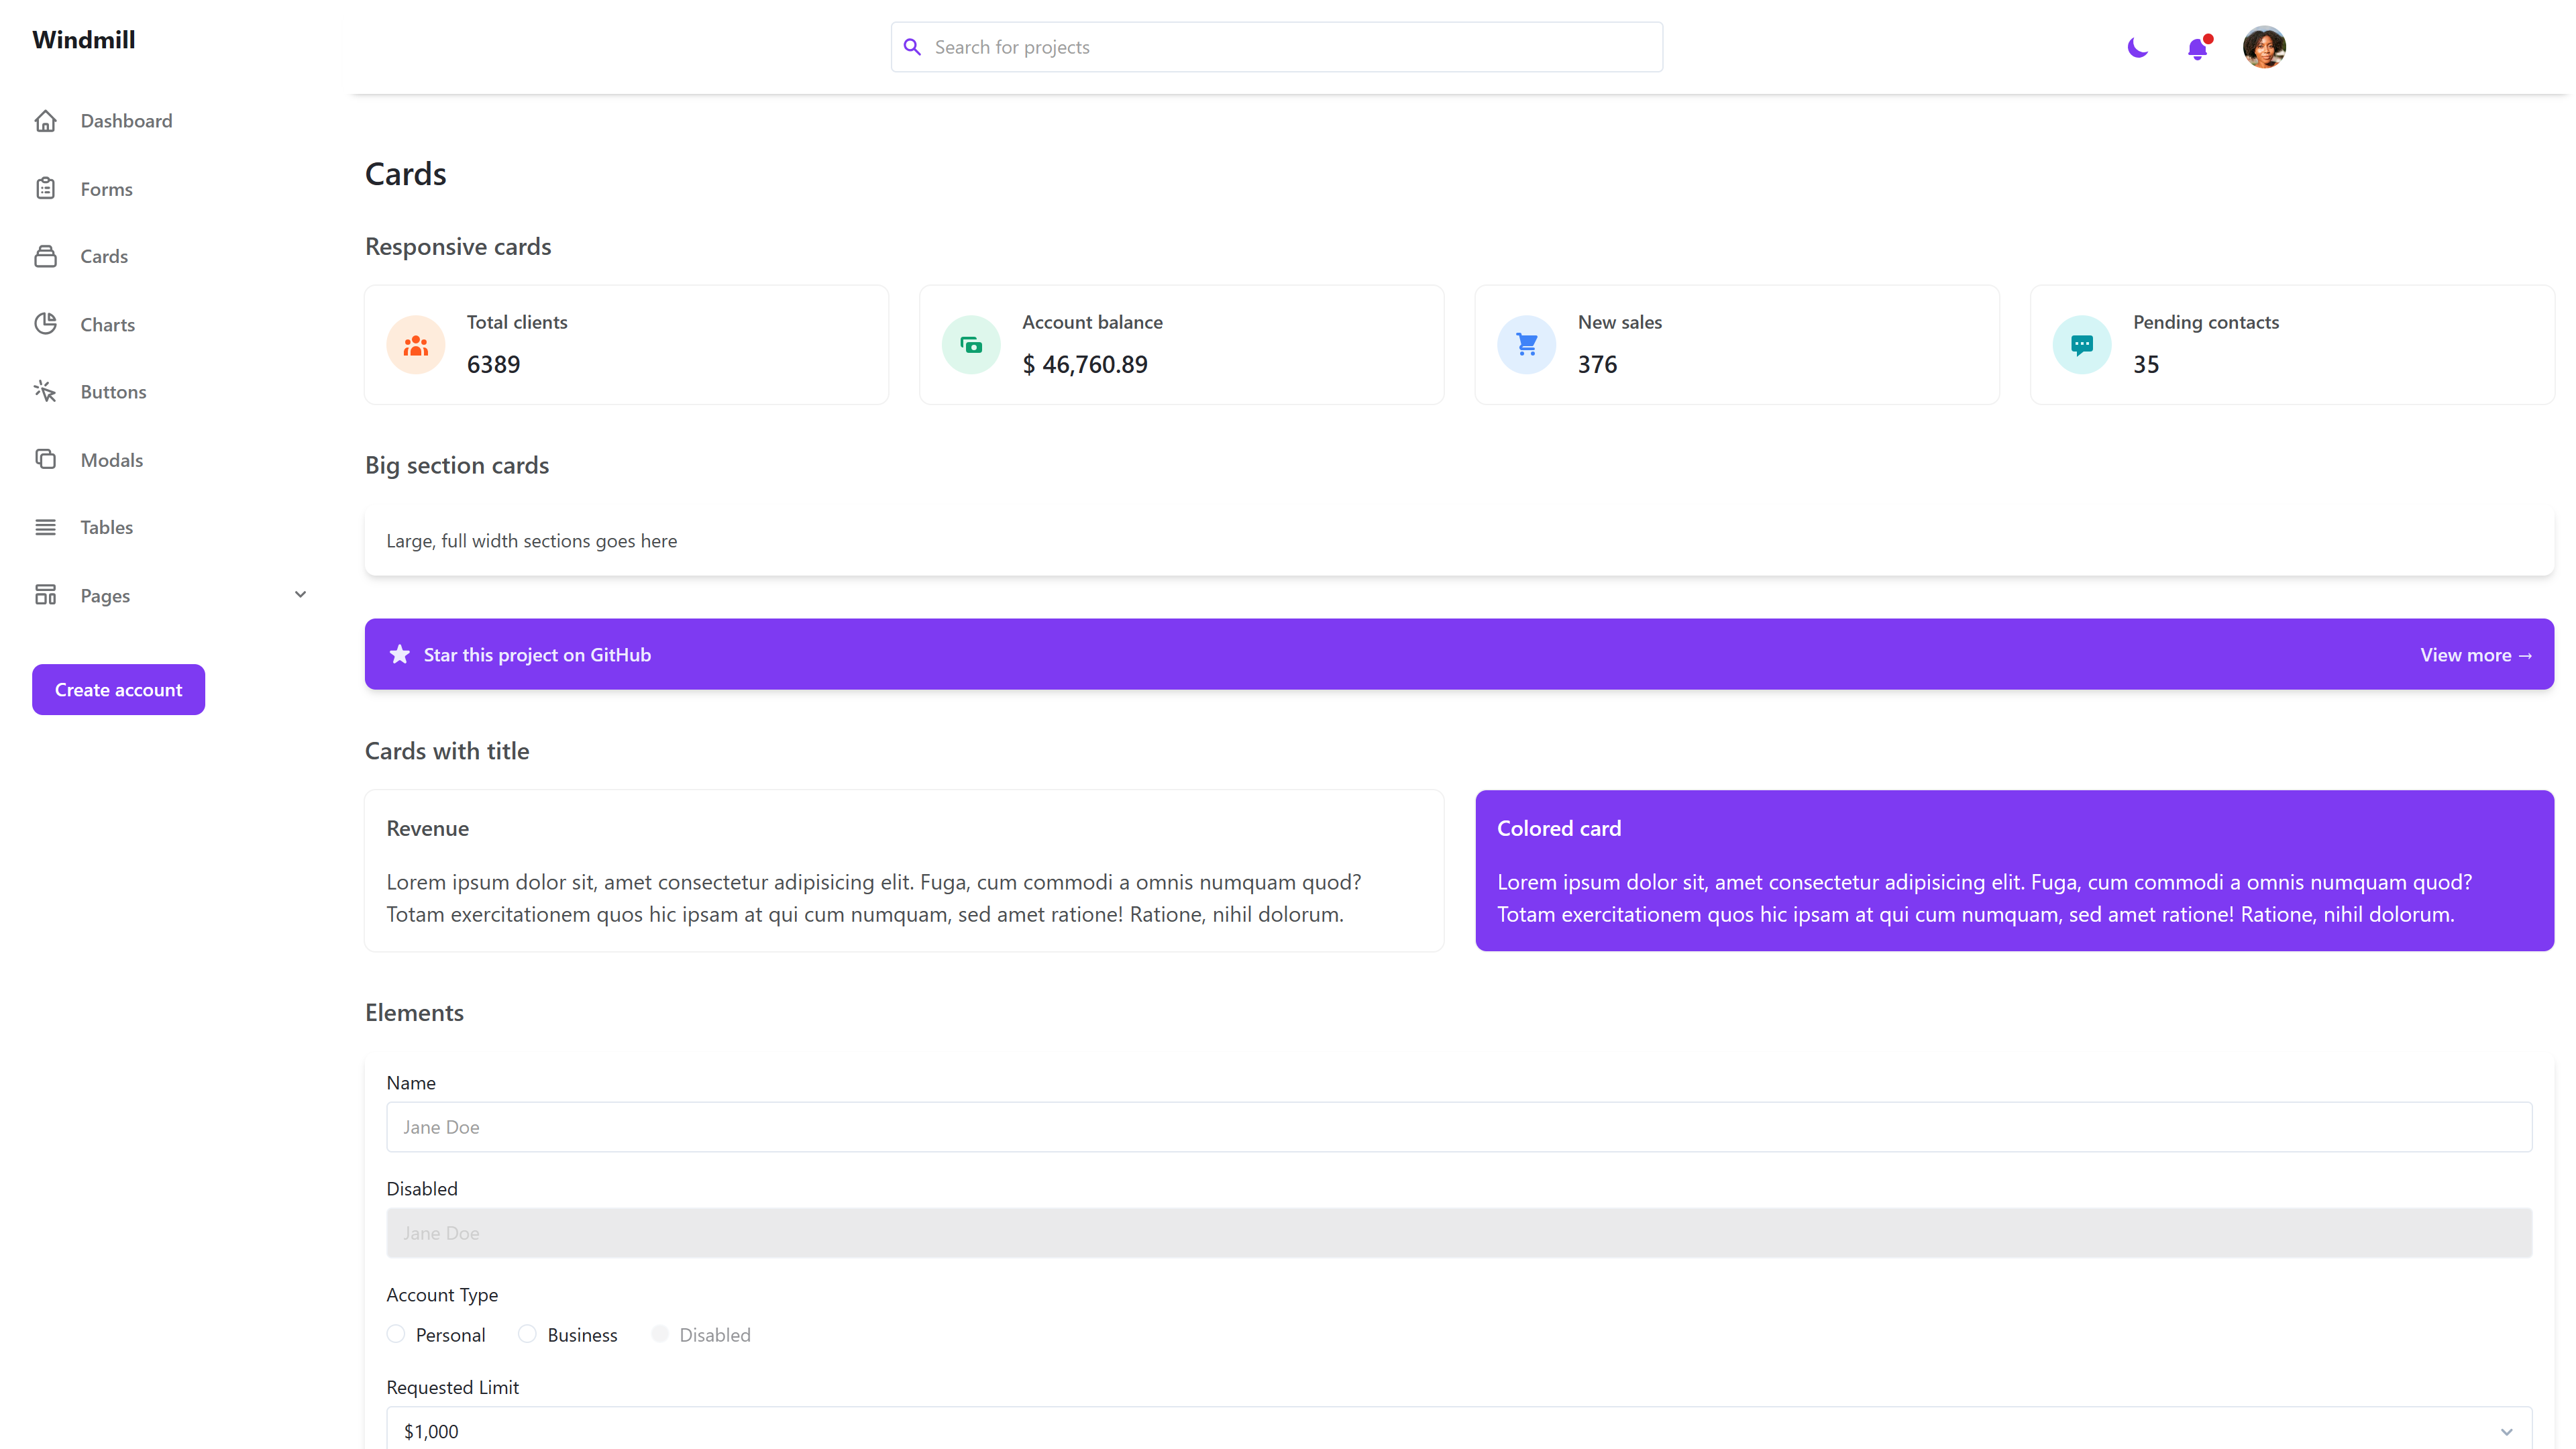 Windmill
Search for projects
Dashboard
Forms
Cards
Charts
Buttons
Modals
Tables
Pages
Create account
Cards
Responsive cards
Total clients
6389
Account balance
$ 46,760.89
New sales
376
Pending contacts
35
Big section cards
Large, full width sections goes here
Star this project on GitHub
View more →
Cards with title
Revenue
Lorem ipsum dolor sit, amet consectetur adipisicing elit. Fuga, cum commodi a omnis numquam quod?
Totam exercitationem quos hic ipsam at qui cum numquam, sed amet ratione! Ratione, nihil dolorum.
Colored card
Lorem ipsum dolor sit, amet consectetur adipisicing elit. Fuga, cum commodi a omnis numquam quod?
Totam exercitationem quos hic ipsam at qui cum numquam, sed amet ratione! Ratione, nihil dolorum.
Elements
Name
Jane Doe
Disabled
Jane Doe
Account Type
Personal
Business
Disabled
Requested Limit
$1,000